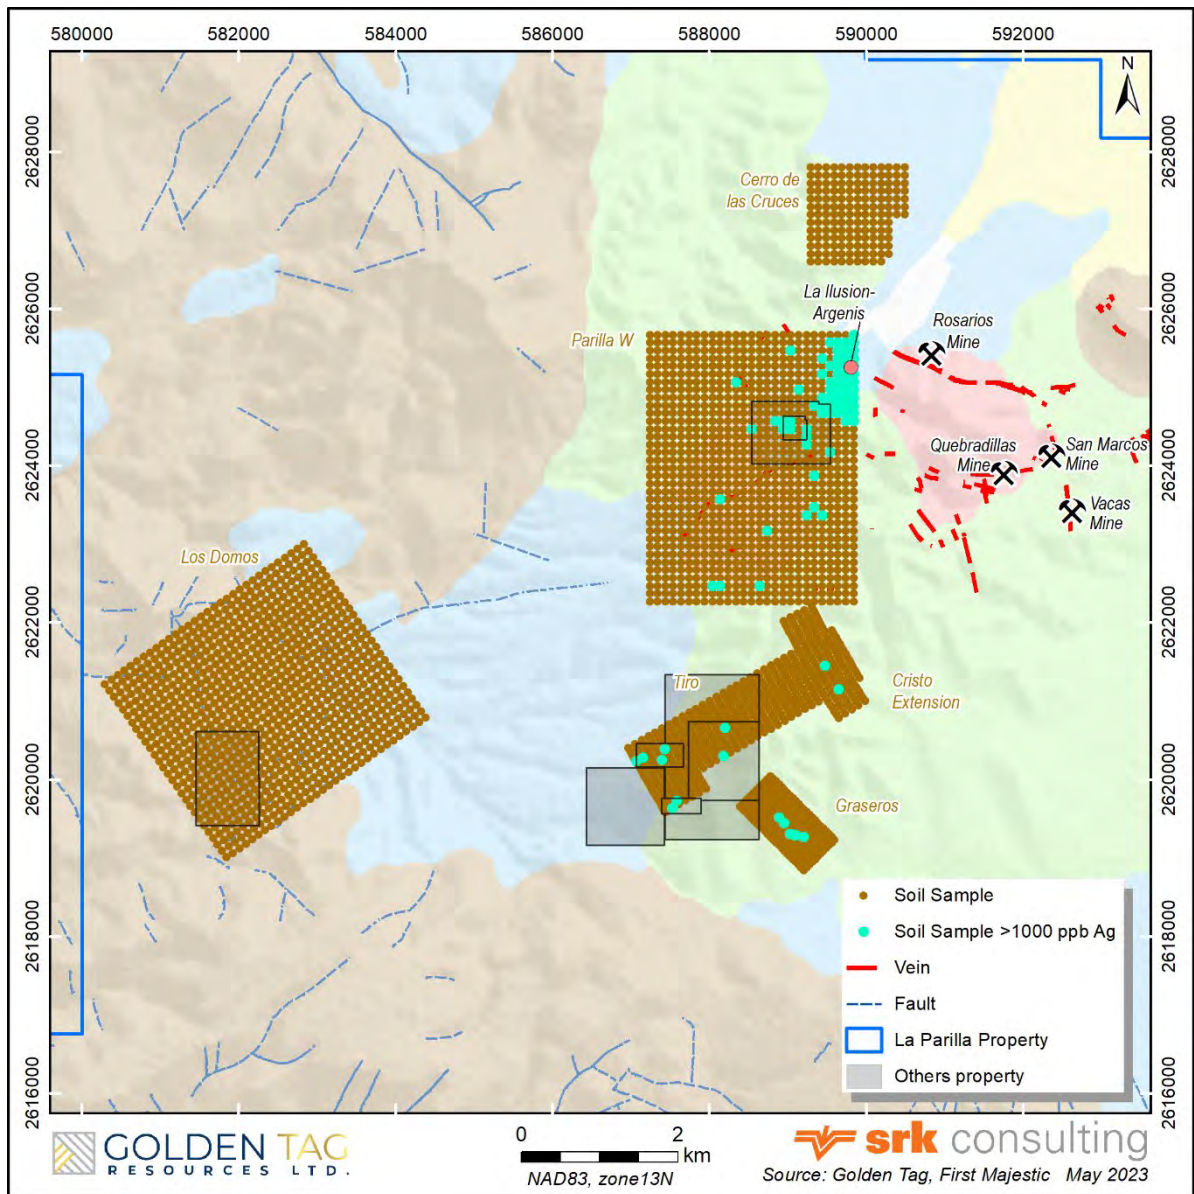 580000
582000
584000
586000
588000
590000
592000
N
2628000
2628000
Cerro de
las Cruces
2626000
2626000
La Ilusion-
Argenis
Rosarios
Mine
Parilla W
2624000
2624000
Quebradillas
Mine
San Marcos
Mine
Vacas
Mine
Los Domos
2622000
2622000
Tiro
Cristo
Extension
2620000
2620000
Graseros
2618000
2618000
Soil Sample
Soil Sample >1000 ppb Ag
Vein
Fault
La Parilla Property
Others property
2616000
2616000
GOLDEN TAG
RESOURCES LTD.
0 2
km
NAD83, zone13N
srk consulting
Source: Golden Tag, First Majestic May 2023